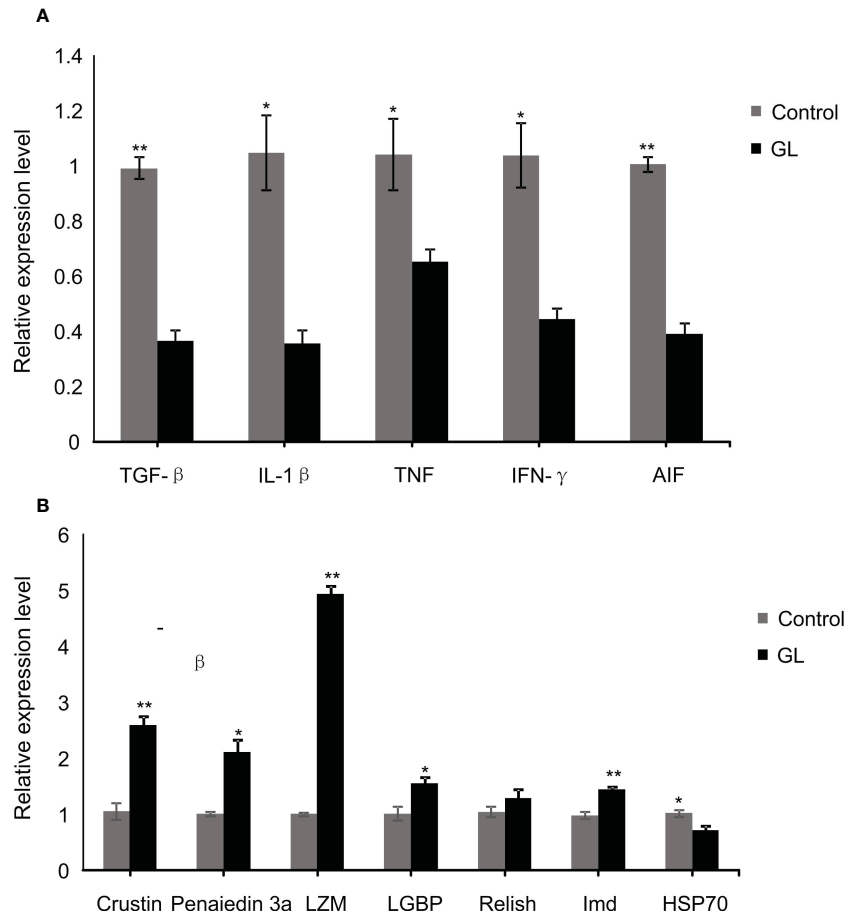 A
Relative expression level
1.4
1.2
1
0.8
0.6
0.4
0.2
0
** * * * **
TGF- β IL-1 β TNF IFN- γ AIF
Control
GL
B
Relative expression level
6
5
4
3
2
1
0
-
β
** * ** * ** *
Crustin Penaiedin 3a LZM LGBP Relish Imd HSP70
Control
GL